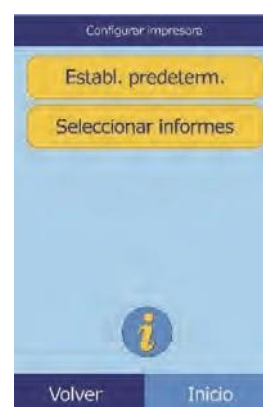 Configurar impresora
Establ. predeterm.
Seleccionar informes
i
Volver
Inicio